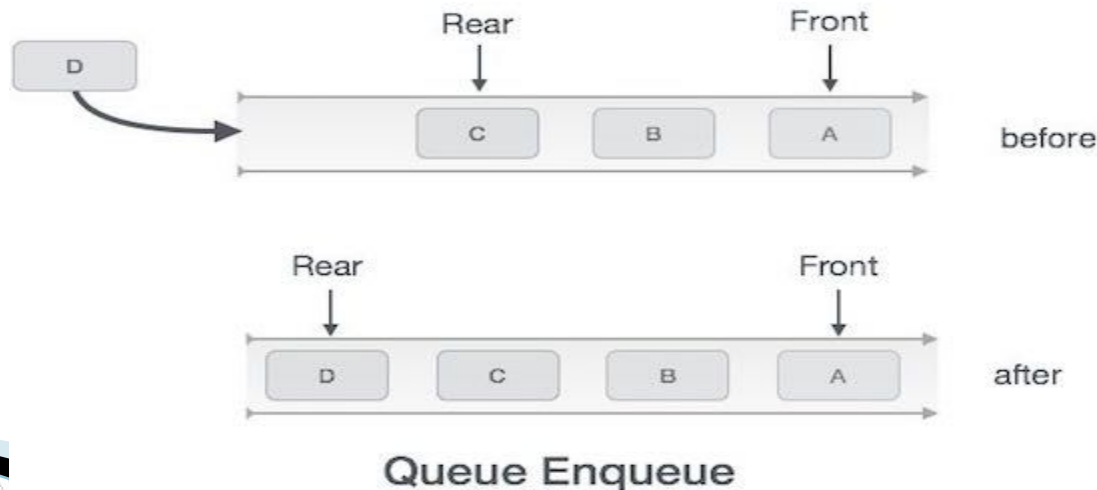 Rear Front
D
C B A
before
Rear Front
D C B A
after
Queue Enqueue